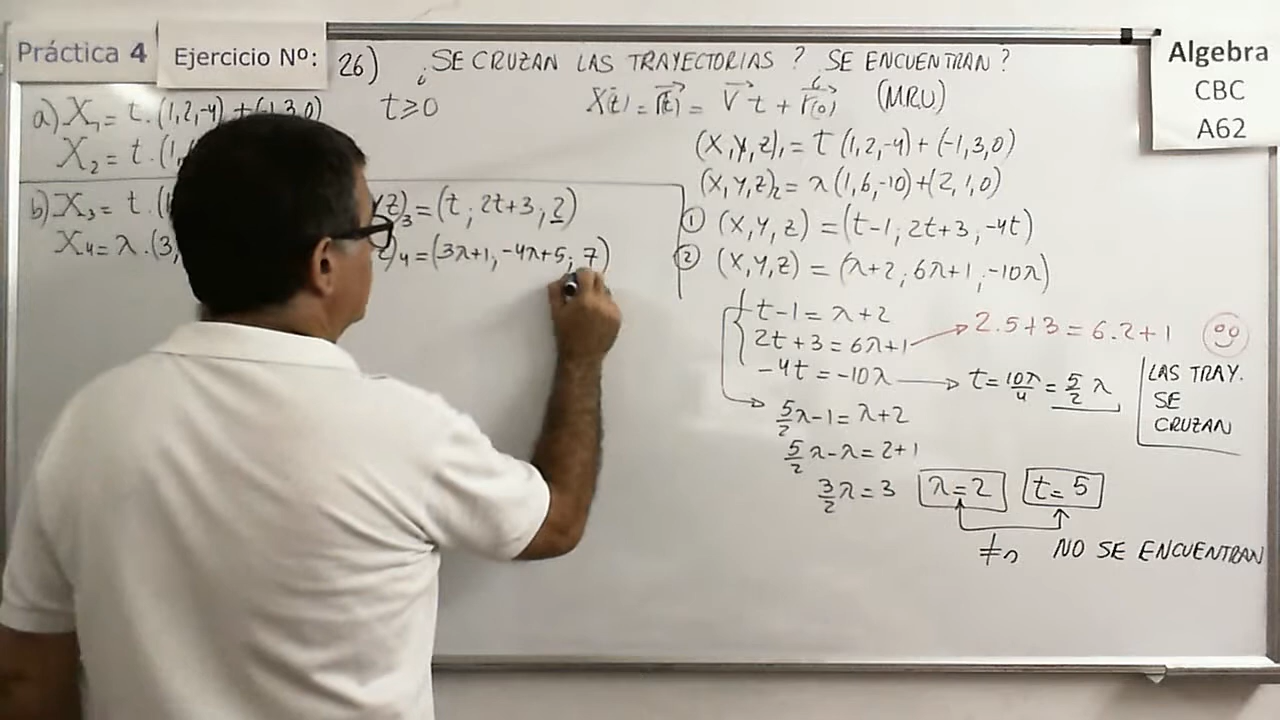 Práctica 4 Ejercicio Nº: 26) ¿SE CRUZAN LAS TRAYECTORIAS? SE ENCUENTRAN?
Algebra
CBC
A62
a) X₁ = t.(1,2,-4)+(-1,3,0) t≥0
X₂ = t.(1,
b) X₃ = t.(
X₄ = λ.(3,
z)₃ = (t; 2t+3; 2)
)₄ = (3λ+1; -4λ+5; 7)
X(t) = r(t) = V t + r(0) (MRU)
(X,Y,Z)₁ = t(1,2,-4)+(-1,3,0)
(X,Y,Z)₂ = λ(1,6,-10)+(2,1,0)
① (X,Y,Z) = (t-1; 2t+3; -4t)
② (X,Y,Z) = (λ+2; 6λ+1; -10λ)
t-1 = λ+2
2t+3 = 6λ+1 → 2.5+3 = 6.2+1
-4t = -10λ → t = 10λ/4 = 5/2 λ
LAS TRAY.
SE
CRUZAN
5/2 λ-1 = λ+2
5/2 λ-λ = 2+1
3/2 λ = 3 λ=2 t=5
NO SE ENCUENTRAN